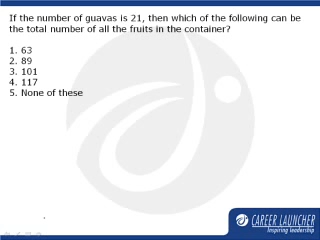 If the number of guavas is 21, then which of the following can be
the total number of all the fruits in the container?
1. 63
2. 89
3. 101
4. 117
5. None of these
CAREER LAUNCHER
Inspiring leadership